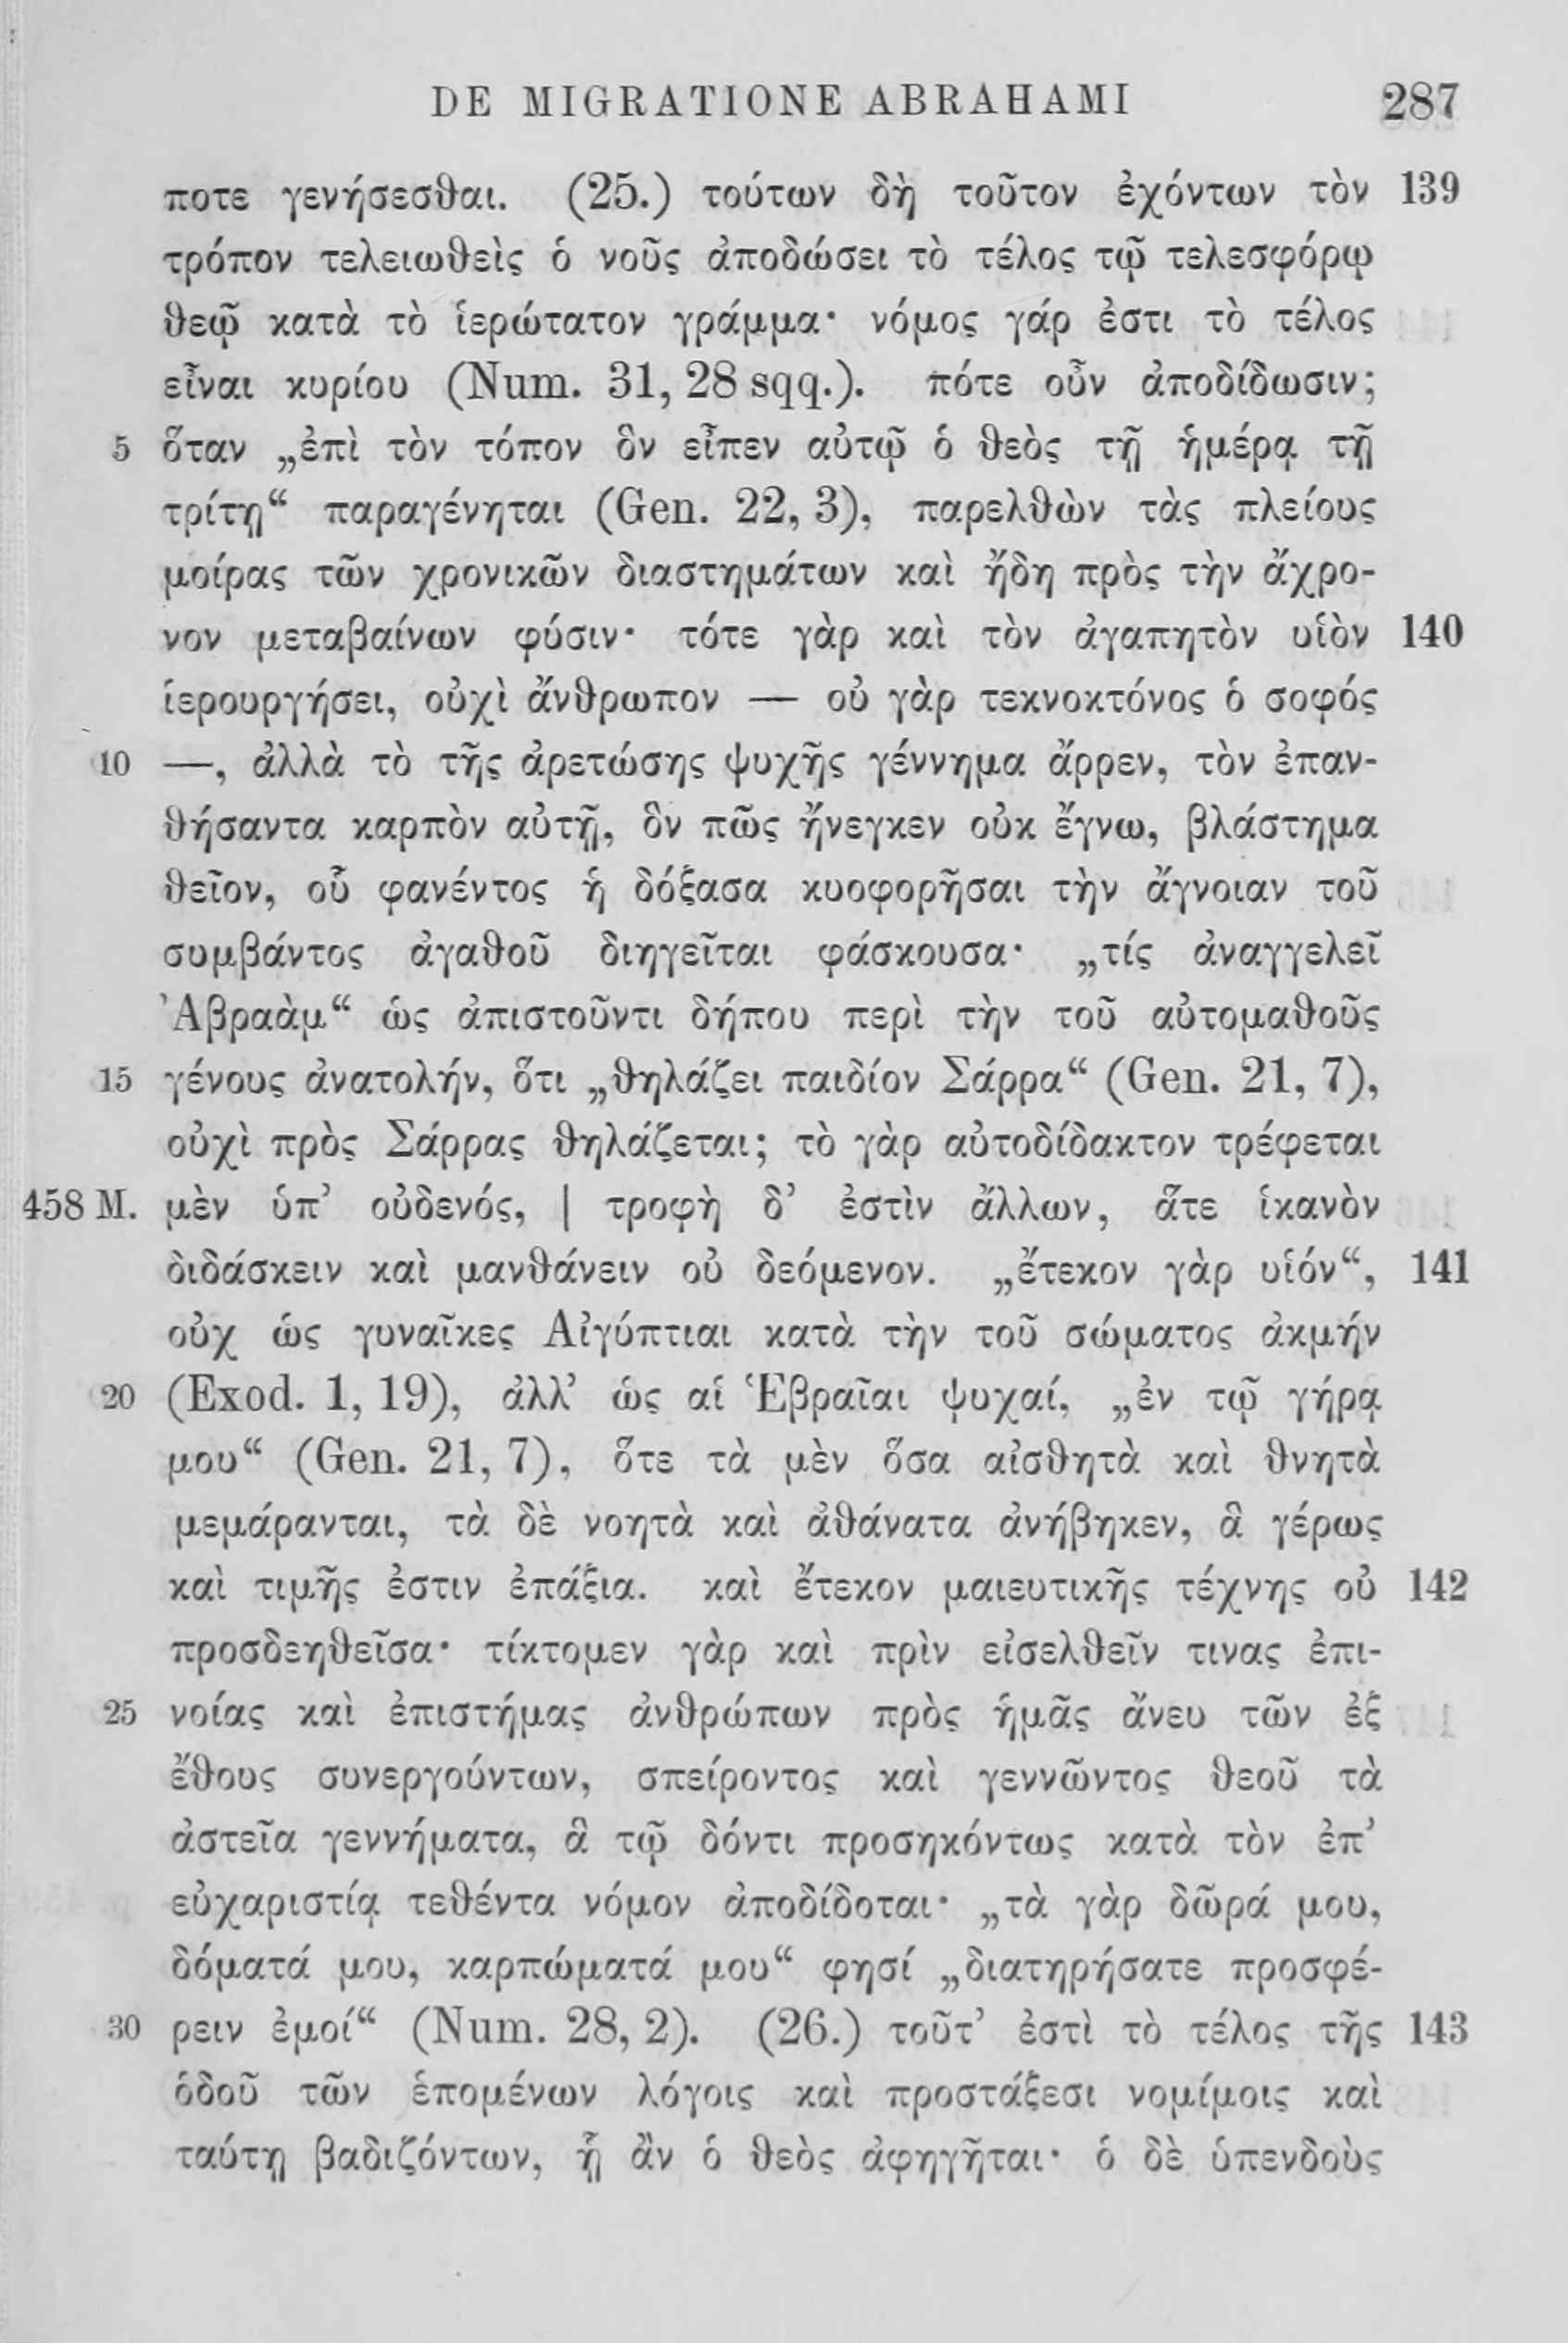 DE MIGRATIONE ABRAHAMI 287
ποτε γενήσεσθαι. (25.) τούτων δὴ τοῦτον ἐχόντων τὸν 139
τρόπον τελειωθεὶς ὁ νοῦς ἀποδώσει τὸ τέλος τῷ τελεσφόρῳ
θεῷ κατὰ τὸ ἱερώτατον γράμμα· νόμος γάρ ἐστι τὸ τέλος
εἶναι κυρίου (Num. 31, 28 sqq.). πότε οὖν ἀποδίδωσιν;
5 ὅταν „ἐπὶ τὸν τόπον ὃν εἶπεν αὐτῷ ὁ θεὸς τῇ ἡμέρᾳ τῇ
τρίτῃ“ παραγένηται (Gen. 22, 3), παρελθὼν τὰς πλείους
μοίρας τῶν χρονικῶν διαστημάτων καὶ ἤδη πρὸς τὴν ἄχρο-
νον μεταβαίνων φύσιν· τότε γὰρ καὶ τὸν ἀγαπητὸν υἱὸν 140
ἱερουργήσει, οὐχὶ ἄνθρωπον — οὐ γὰρ τεκνοκτόνος ὁ σοφός
10 —, ἀλλὰ τὸ τῆς ἀρετώσης ψυχῆς γέννημα ἄρρεν, τὸν ἐπαν-
θήσαντα καρπὸν αὐτῇ, ὃν πῶς ἤνεγκεν οὐκ ἔγνω, βλάστημα
θεῖον, οὗ φανέντος ἡ δόξασα κυοφορῆσαι τὴν ἄγνοιαν τοῦ
συμβάντος ἀγαθοῦ διηγεῖται φάσκουσα· „τίς ἀναγγελεῖ
Ἀβραὰμ“ ὡς ἀπιστοῦντι δήπου περὶ τὴν τοῦ αὐτομαθοῦς
15 γένους ἀνατολήν, ὅτι „θηλάζει παιδίον Σάρρα“ (Gen. 21, 7),
οὐχὶ πρὸς Σάρρας θηλάζεται; τὸ γὰρ αὐτοδίδακτον τρέφεται
458 M. μὲν ὑπ’ οὐδενός, | τροφὴ δ’ ἐστὶν ἄλλων, ἅτε ἱκανὸν
διδάσκειν καὶ μανθάνειν οὐ δεόμενον. „ἔτεκον γὰρ υἱόν“, 141
οὐχ ὡς γυναῖκες Αἰγύπτιαι κατὰ τὴν τοῦ σώματος ἀκμήν
20 (Exod. 1, 19), ἀλλ’ ὡς αἱ Ἑβραῖαι ψυχαί, „ἐν τῷ γήρᾳ
μου“ (Gen. 21, 7), ὅτε τὰ μὲν ὅσα αἰσθητὰ καὶ θνητὰ
μεμάρανται, τὰ δὲ νοητὰ καὶ ἀθάνατα ἀνήβηκεν, ἃ γέρως
καὶ τιμῆς ἐστιν ἐπάξια. καὶ ἔτεκον μαιευτικῆς τέχνης οὐ 142
προσδεηθεῖσα· τίκτομεν γὰρ καὶ πρὶν εἰσελθεῖν τινας ἐπι-
25 νοίας καὶ ἐπιστήμας ἀνθρώπων πρὸς ἡμᾶς ἄνευ τῶν ἐξ
ἔθους συνεργούντων, σπείροντος καὶ γεννῶντος θεοῦ τὰ
ἀστεῖα γεννήματα, ἃ τῷ δόντι προσηκόντως κατὰ τὸν ἐπ’
εὐχαριστίᾳ τεθέντα νόμον ἀποδίδοται· „τὰ γὰρ δῶρά μου,
δόματά μου, καρπώματά μου“ φησί „διατηρήσατε προσφέ-
30 ρειν ἐμοί“ (Num. 28, 2). (26.) τοῦτ’ ἐστὶ τὸ τέλος τῆς 143
ὁδοῦ τῶν ἑπομένων λόγοις καὶ προστάξεσι νομίμοις καὶ
ταύτῃ βαδιζόντων, ᾗ ἂν ὁ θεὸς ἀφηγῆται· ὁ δὲ ὑπενδοὺς